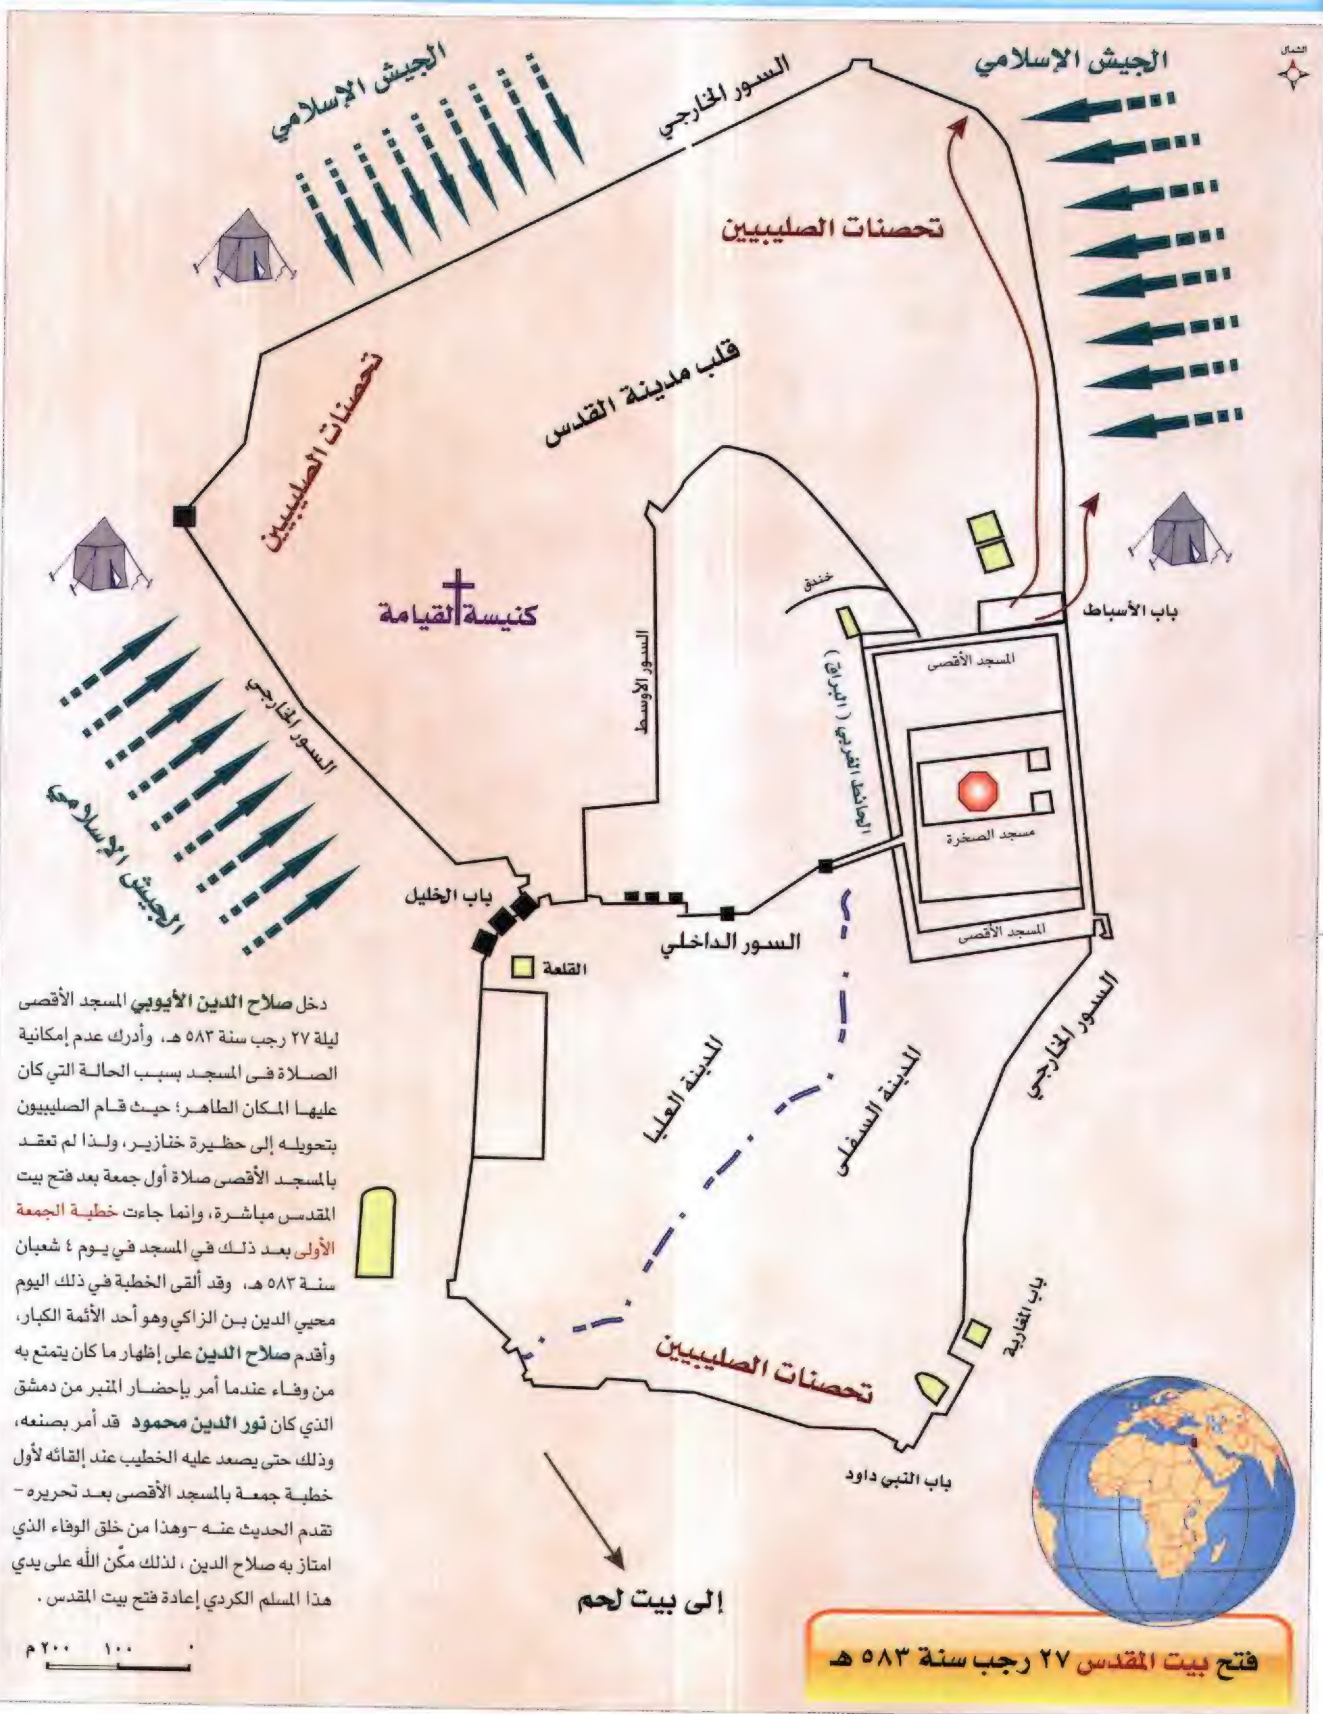 الشمال
الجيش الإسلامي
الجيش الإسلامي
السور الخارجي
تحصنات الصليبيين
قلب مدينة القدس
تحصنات الصليبيين
خندق
باب الأسباط
كنيسة القيامة
السور الأوسط
المسجد الأقصى
الحائط الغربي ( البراق )
السور الخارجي
مسجد الصخرة
الجيش الإسلامي
باب الخليل
السور الداخلي
المسجد الأقصى
القلعة
السور الخارجي
المدينة العليا
المدينة السفلى
دخل صلاح الدين الأيوبي المسجد الأقصى
ليلة ٢٧ رجب سنة ٥٨٣ هـ، وأدرك عدم إمكانية
الصلاة فى المسجد بسبب الحالة التي كان
عليها المكان الطاهر؛ حيث قام الصليبيون
بتحويله إلى حظيرة خنازير، ولذا لم تعقد
بالمسجد الأقصى صلاة أول جمعة بعد فتح بيت
المقدس مباشرة، وإنما جاءت خطبة الجمعة
الأولى بعد ذلك في المسجد في يوم ٤ شعبان
سنة ٥٨٣ هـ، وقد ألقى الخطبة في ذلك اليوم
محيي الدين بن الزاكي وهو أحد الأئمة الكبار،
وأقدم صلاح الدين على إظهار ما كان يتمتع به
من وفاء عندما أمر بإحضار المنبر من دمشق
الذي كان نور الدين محمود قد أمر بصنعه،
وذلك حتى يصعد عليه الخطيب عند إلقائه لأول
خطبة جمعة بالمسجد الأقصى بعد تحريره -
تقدم الحديث عنه - وهذا من خلق الوفاء الذي
امتاز به صلاح الدين ، لذلك مكّن الله على يدي
هذا المسلم الكردي إعادة فتح بيت المقدس .
باب المغاربة
تحصنات الصليبيين
باب النبي داود
إلى بيت لحم
٠ ١٠٠ ٢٠٠ م
فتح بيت المقدس ٢٧ رجب سنة ٥٨٣ هـ